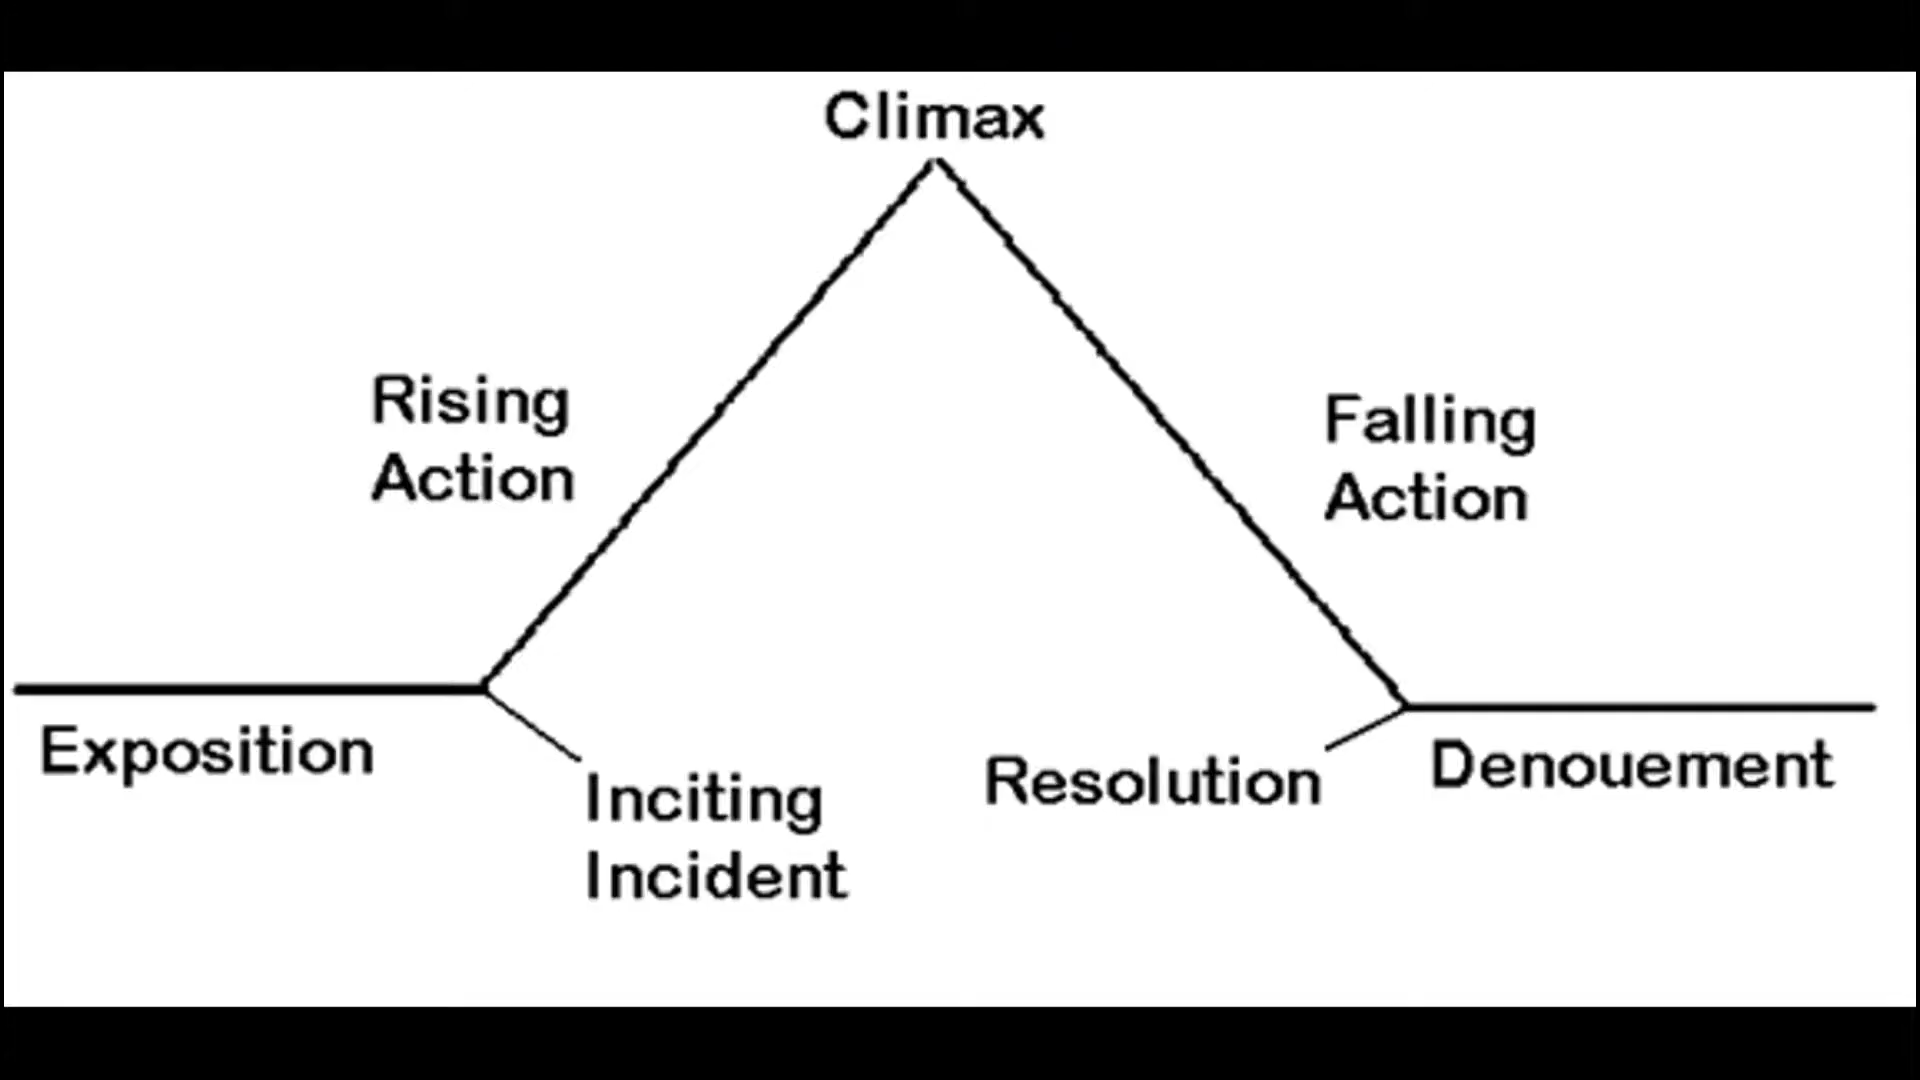 Climax
Rising
Action
Falling
Action
Exposition
Inciting
Incident
Resolution
Denouement